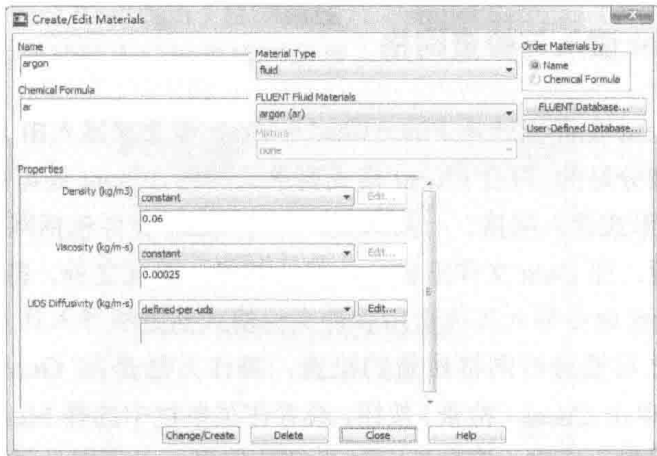 Create/Edit Materials
Name
argon
Chemical Formula
ar
Material Type
fluid
FLUENT Fluid Materials
argon (ar)
Mixture
none
Order Materials by
Name
Chemical Formula
FLUENT Database...
User-Defined Database...
Properties
Density (kg/m3)
constant
Edit...
0.06
Viscosity (kg/m-s)
constant
Edit...
0.00025
UDS Diffusivity (kg/m-s)
defined-per-uds
Edit...
Change/Create
Delete
Close
Help